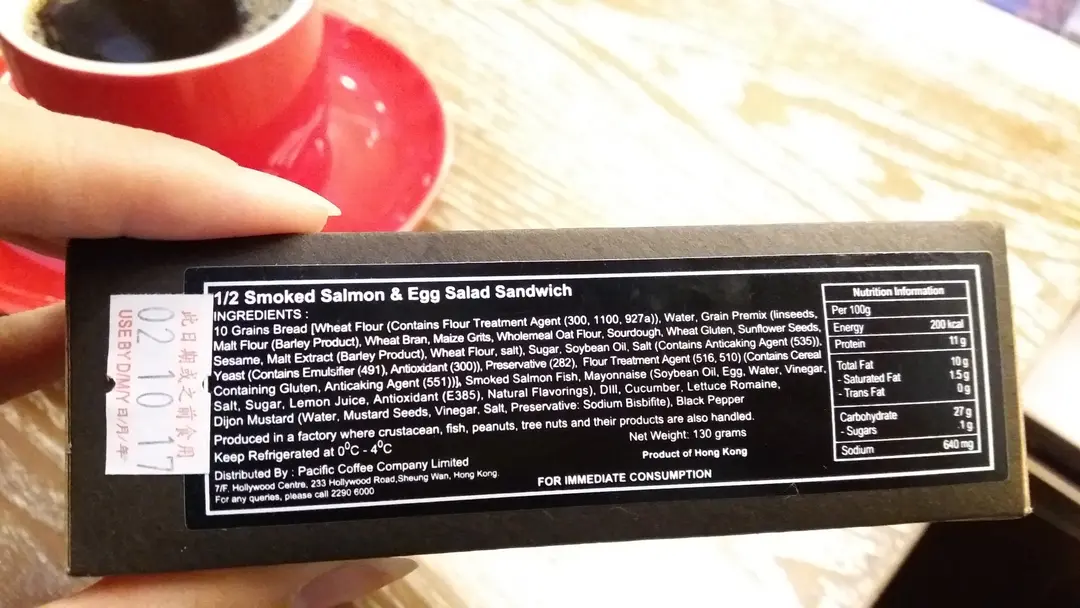 1/2 Smoked Salmon & Egg Salad Sandwich
INGREDIENTS :
10 Grains Bread [Wheat Flour (Contains Flour Treatment Agent (300, 1100, 927a)), Water, Grain Premix (linseeds,
Malt Flour (Barley Product), Wheat Bran, Maize Grits, Wholemeal Oat Flour, Sourdough, Wheat Gluten, Sunflower Seeds,
Sesame, Malt Extract (Barley Product), Wheat Flour, salt), Sugar, Soybean Oil, Salt (Contains Anticaking Agent (535)),
Yeast (Contains Emulsifier (491), Antioxidant (300)), Preservative (282), Flour Treatment Agent (516, 510) (Contains Cereal
Containing Gluten, Anticaking Agent (551))], Smoked Salmon Fish, Mayonnaise (Soybean Oil, Egg, Water, Vinegar,
Salt, Sugar, Lemon Juice, Antioxidant (E385), Natural Flavorings), Dill, Cucumber, Lettuce Romaine,
Dijon Mustard (Water, Mustard Seeds, Vinegar, Salt, Preservative: Sodium Bisbifite), Black Pepper
Produced in a factory where crustacean, fish, peanuts, tree nuts and their products are also handled.
Keep Refrigerated at 0°C - 4°C
Net Weight: 130 grams
Product of Hong Kong
Distributed By : Pacific Coffee Company Limited
7/F, Hollywood Centre, 233 Hollywood Road,Sheung Wan, Hong Kong.
For any queries, please call 2290 6000
FOR IMMEDIATE CONSUMPTION
Nutrition Information
Per 100g
Energy 200 kcal
Protein 11 g
Total Fat 10 g
- Saturated Fat 1.5 g
- Trans Fat 0 g
Carbohydrate 27 g
- Sugars .1 g
Sodium 640 mg
此日期或之前食用
02 10 17
USE BY D/M/Y 日/月/年